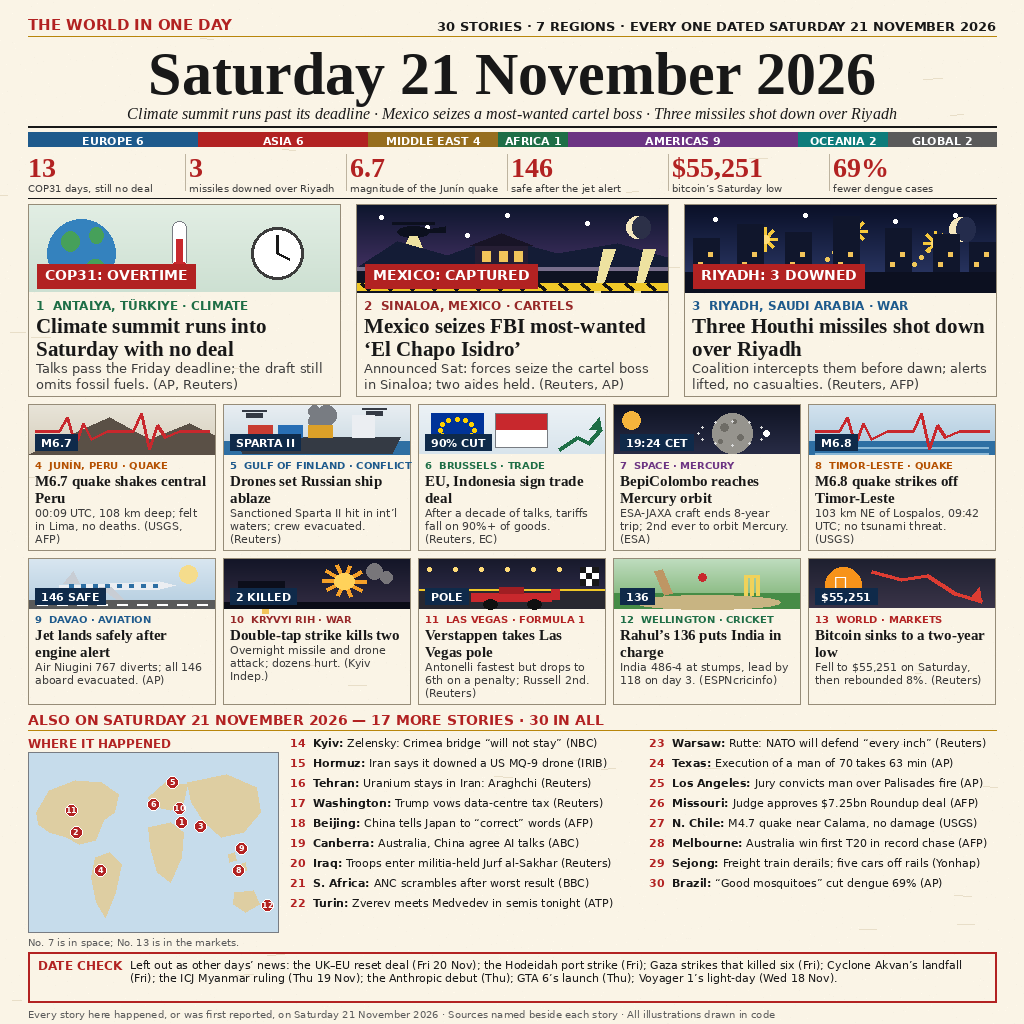 THE WORLD IN ONE DAY
30 STORIES · 7 REGIONS · EVERY ONE DATED SATURDAY 21 NOVEMBER 2026
Saturday 21 November 2026
Climate summit runs past its deadline · Mexico seizes a most-wanted cartel boss · Three missiles shot down over Riyadh
EUROPE 6
ASIA 6
MIDDLE EAST 4
AFRICA 1
AMERICAS 9
OCEANIA 2
GLOBAL 2
13
COP31 days, still no deal
3
missiles downed over Riyadh
6.7
magnitude of the Junín quake
146
safe after the jet alert
$55,251
bitcoin’s Saturday low
69%
fewer dengue cases
COP31: OVERTIME
1 ANTALYA, TÜRKIYE · CLIMATE
Climate summit runs into
Saturday with no deal
Talks pass the Friday deadline; the draft still
omits fossil fuels. (AP, Reuters)
MEXICO: CAPTURED
2 SINALOA, MEXICO · CARTELS
Mexico seizes FBI most-wanted
‘El Chapo Isidro’
Announced Sat: forces seize the cartel boss
in Sinaloa; two aides held. (Reuters, AP)
RIYADH: 3 DOWNED
3 RIYADH, SAUDI ARABIA · WAR
Three Houthi missiles shot down
over Riyadh
Coalition intercepts them before dawn; alerts
lifted, no casualties. (Reuters, AFP)
M6.7
4 JUNÍN, PERU · QUAKE
M6.7 quake shakes central
Peru
00:09 UTC, 108 km deep; felt
in Lima, no deaths. (USGS,
AFP)
SPARTA II
5 GULF OF FINLAND · CONFLICT
Drones set Russian ship
ablaze
Sanctioned Sparta II hit in int’l
waters; crew evacuated.
(Reuters)
90% CUT
6 BRUSSELS · TRADE
EU, Indonesia sign trade
deal
After a decade of talks, tariffs
fall on 90%+ of goods.
(Reuters, EC)
19:24 CET
7 SPACE · MERCURY
BepiColombo reaches
Mercury orbit
ESA-JAXA craft ends 8-year
trip; 2nd ever to orbit Mercury.
(ESA)
M6.8
8 TIMOR-LESTE · QUAKE
M6.8 quake strikes off
Timor-Leste
103 km NE of Lospalos, 09:42
UTC; no tsunami threat.
(USGS)
146 SAFE
9 DAVAO · AVIATION
Jet lands safely after
engine alert
Air Niugini 767 diverts; all 146
aboard evacuated. (AP)
2 KILLED
10 KRYVYI RIH · WAR
Double-tap strike kills two
Overnight missile and drone
attack; dozens hurt. (Kyiv
Indep.)
POLE
11 LAS VEGAS · FORMULA 1
Verstappen takes Las
Vegas pole
Antonelli fastest but drops to
6th on a penalty; Russell 2nd.
(Reuters)
136
12 WELLINGTON · CRICKET
Rahul’s 136 puts India in
charge
India 486-4 at stumps, lead by
118 on day 3. (ESPNcricinfo)
$55,251
13 WORLD · MARKETS
Bitcoin sinks to a two-year
low
Fell to $55,251 on Saturday,
then rebounded 8%. (Reuters)
ALSO ON SATURDAY 21 NOVEMBER 2026 — 17 MORE STORIES · 30 IN ALL
WHERE IT HAPPENED
5
11
6
10
2
1
3
9
4
8
12
No. 7 is in space; No. 13 is in the markets.
14 Kyiv: Zelensky: Crimea bridge “will not stay” (NBC)
15 Hormuz: Iran says it downed a US MQ-9 drone (IRIB)
16 Tehran: Uranium stays in Iran: Araghchi (Reuters)
17 Washington: Trump vows data-centre tax (Reuters)
18 Beijing: China tells Japan to “correct” words (AFP)
19 Canberra: Australia, China agree AI talks (ABC)
20 Iraq: Troops enter militia-held Jurf al-Sakhar (Reuters)
21 S. Africa: ANC scrambles after worst result (BBC)
22 Turin: Zverev meets Medvedev in semis tonight (ATP)
23 Warsaw: Rutte: NATO will defend “every inch” (Reuters)
24 Texas: Execution of a man of 70 takes 63 min (AP)
25 Los Angeles: Jury convicts man over Palisades fire (AP)
26 Missouri: Judge approves $7.25bn Roundup deal (AFP)
27 N. Chile: M4.7 quake near Calama, no damage (USGS)
28 Melbourne: Australia win first T20 in record chase (AFP)
29 Sejong: Freight train derails; five cars off rails (Yonhap)
30 Brazil: “Good mosquitoes” cut dengue 69% (AP)
DATE CHECK Left out as other days’ news: the UK–EU reset deal (Fri 20 Nov); the Hodeidah port strike (Fri); Gaza strikes that killed six (Fri); Cyclone Akvan’s landfall
(Fri); the ICJ Myanmar ruling (Thu 19 Nov); the Anthropic debut (Thu); GTA 6’s launch (Thu); Voyager 1’s light-day (Wed 18 Nov).
Every story here happened, or was first reported, on Saturday 21 November 2026 · Sources named beside each story · All illustrations drawn in code